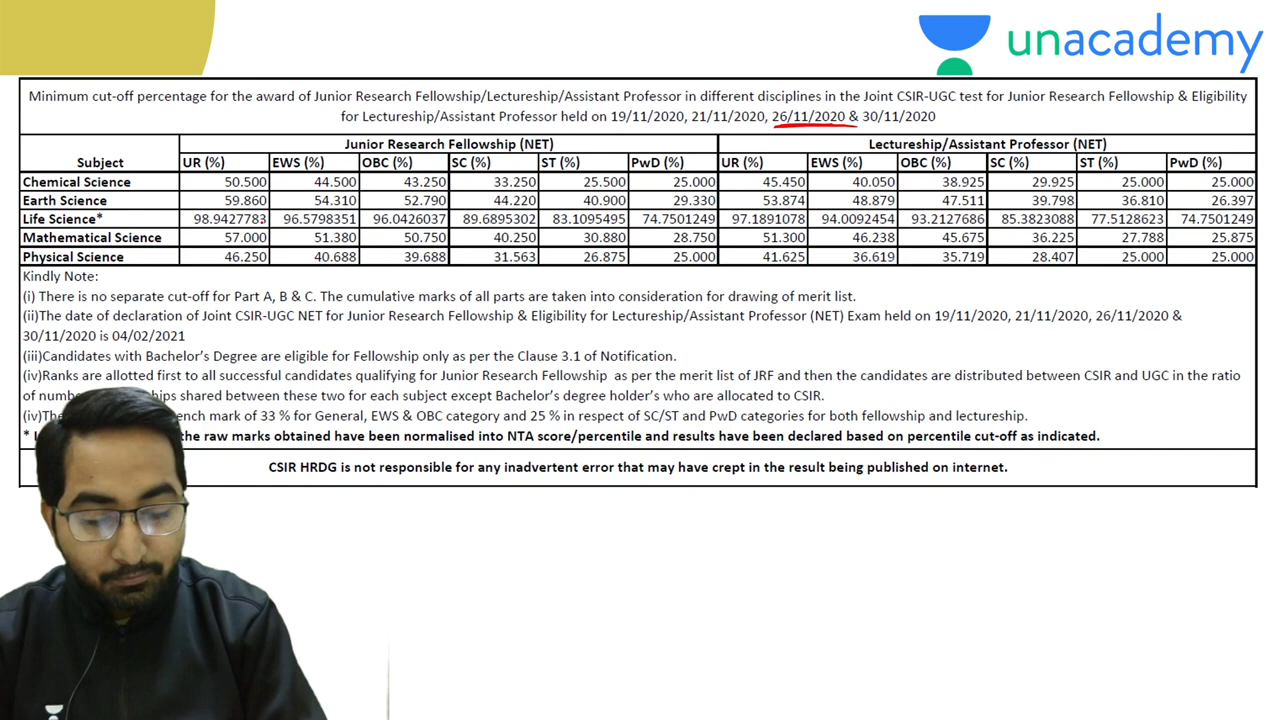 unacademy
Minimum cut-off percentage for the award of Junior Research Fellowship/Lectureship/Assistant Professor in different disciplines in the Joint CSIR-UGC test for Junior Research Fellowship & Eligibility
for Lectureship/Assistant Professor held on 19/11/2020, 21/11/2020, 26/11/2020 & 30/11/2020
Subject Junior Research Fellowship (NET) Lectureship/Assistant Professor (NET)
UR (%) EWS (%) OBC (%) SC (%) ST (%) PwD (%) UR (%) EWS (%) OBC (%) SC (%) ST (%) PwD (%)
Chemical Science 50.500 44.500 43.250 33.250 25.500 25.000 45.450 40.050 38.925 29.925 25.000 25.000
Earth Science 59.860 54.310 52.790 44.220 40.900 29.330 53.874 48.879 47.511 39.798 36.810 26.397
Life Science* 98.9427783 96.5798351 96.0426037 89.6895302 83.1095495 74.7501249 97.1891078 94.0092454 93.2127686 85.3823088 77.5128623 74.7501249
Mathematical Science 57.000 51.380 50.750 40.250 30.880 28.750 51.300 46.238 45.675 36.225 27.788 25.875
Physical Science 46.250 40.688 39.688 31.563 26.875 25.000 41.625 36.619 35.719 28.407 25.000 25.000
Kindly Note:
(i) There is no separate cut-off for Part A, B & C. The cumulative marks of all parts are taken into consideration for drawing of merit list.
(ii)The date of declaration of Joint CSIR-UGC NET for Junior Research Fellowship & Eligibility for Lectureship/Assistant Professor (NET) Exam held on 19/11/2020, 21/11/2020, 26/11/2020 &
30/11/2020 is 04/02/2021
(iii)Candidates with Bachelor's Degree are eligible for Fellowship only as per the Clause 3.1 of Notification.
(iv)Ranks are allotted first to all successful candidates qualifying for Junior Research Fellowship as per the merit list of JRF and then the candidates are distributed between CSIR and UGC in the ratio
of shared between these two for each subject except Bachelor's degree holder's who are allocated to CSIR.
mark of 33 % for General, EWS & OBC category and 25 % in respect of SC/ST and PwD categories for both fellowship and lectureship.
* the raw marks obtained have been normalised into NTA score/percentile and results have been declared based on percentile cut-off as indicated.
CSIR HRDG is not responsible for any inadvertent error that may have crept in the result being published on internet.